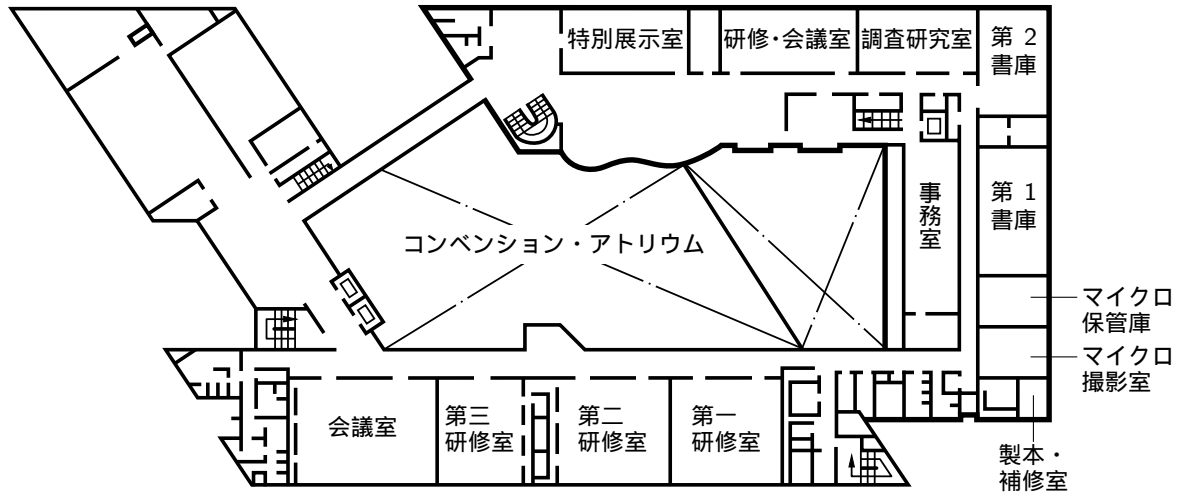 特別展示室
研修・会議室
調査研究室
第 2
書庫
コンベンション・アトリウム
事務室
第 1
書庫
マイクロ
保管庫
マイクロ
撮影室
会議室
第三
研修室
第二
研修室
第一
研修室
製本・
補修室